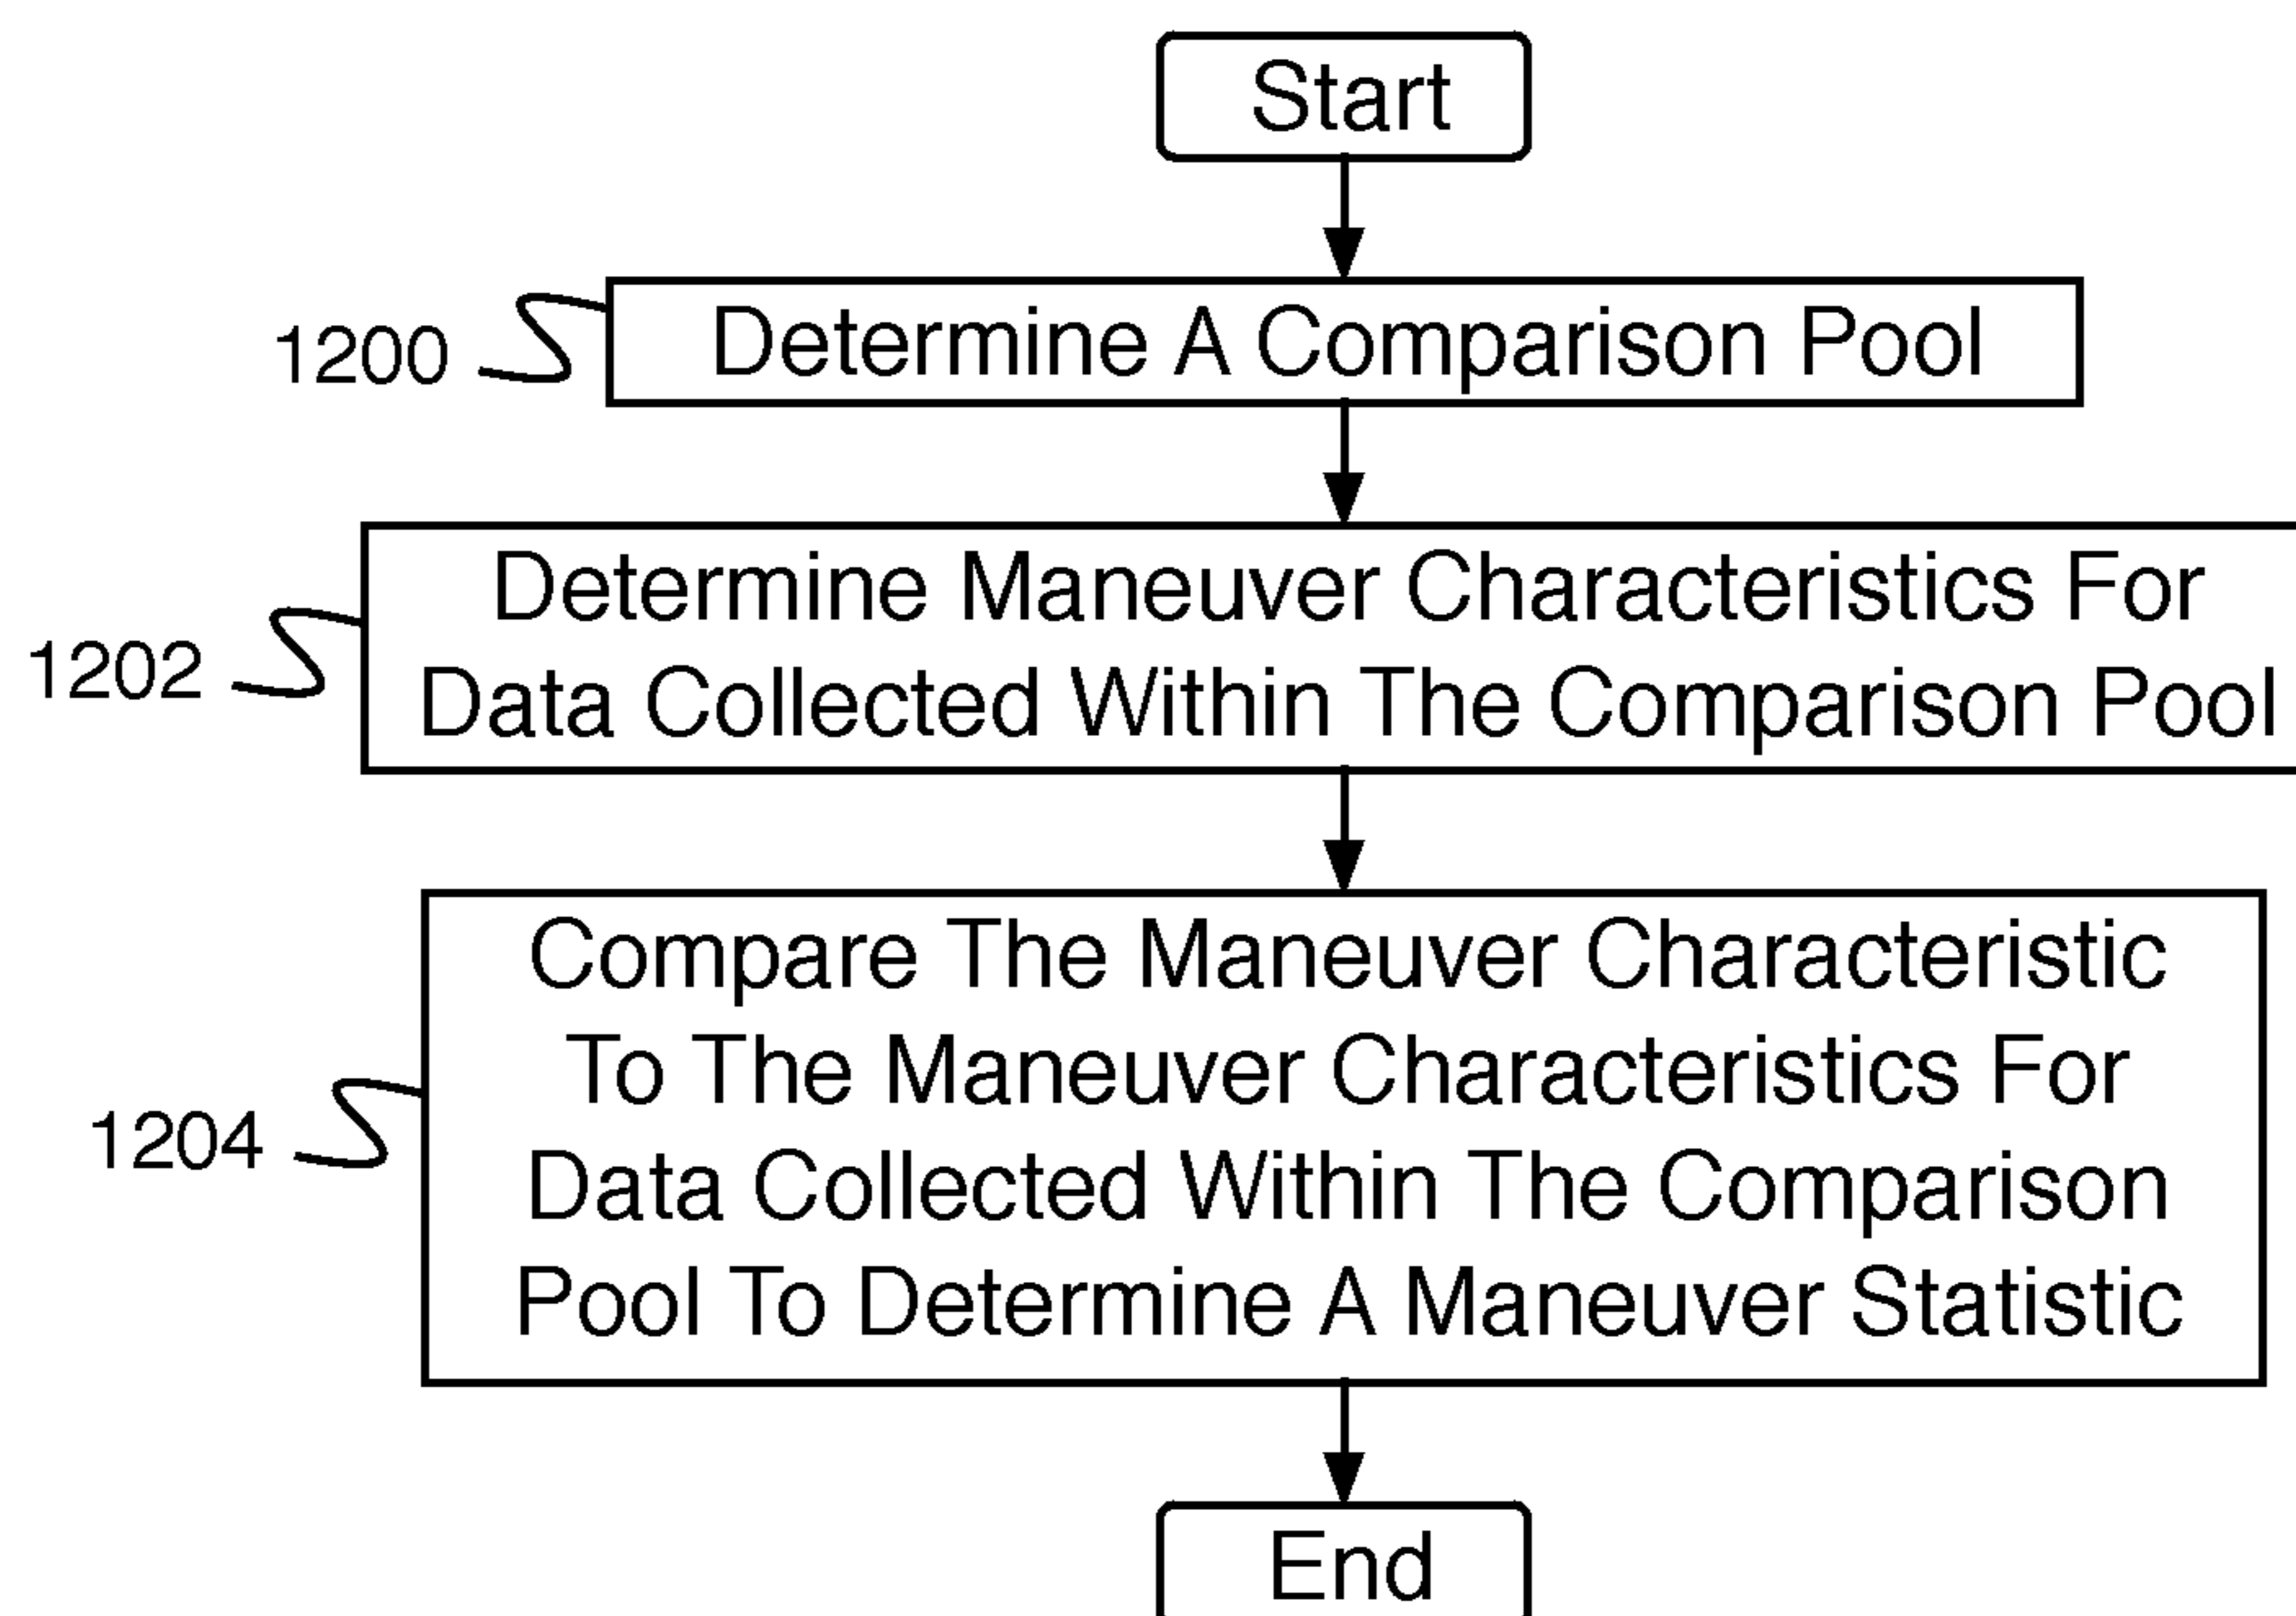 Start
1200
Determine A Comparison Pool
1202
Determine Maneuver Characteristics For
Data Collected Within The Comparison Pool
1204
Compare The Maneuver Characteristic
To The Maneuver Characteristics For
Data Collected Within The Comparison
Pool To Determine A Maneuver Statistic
End